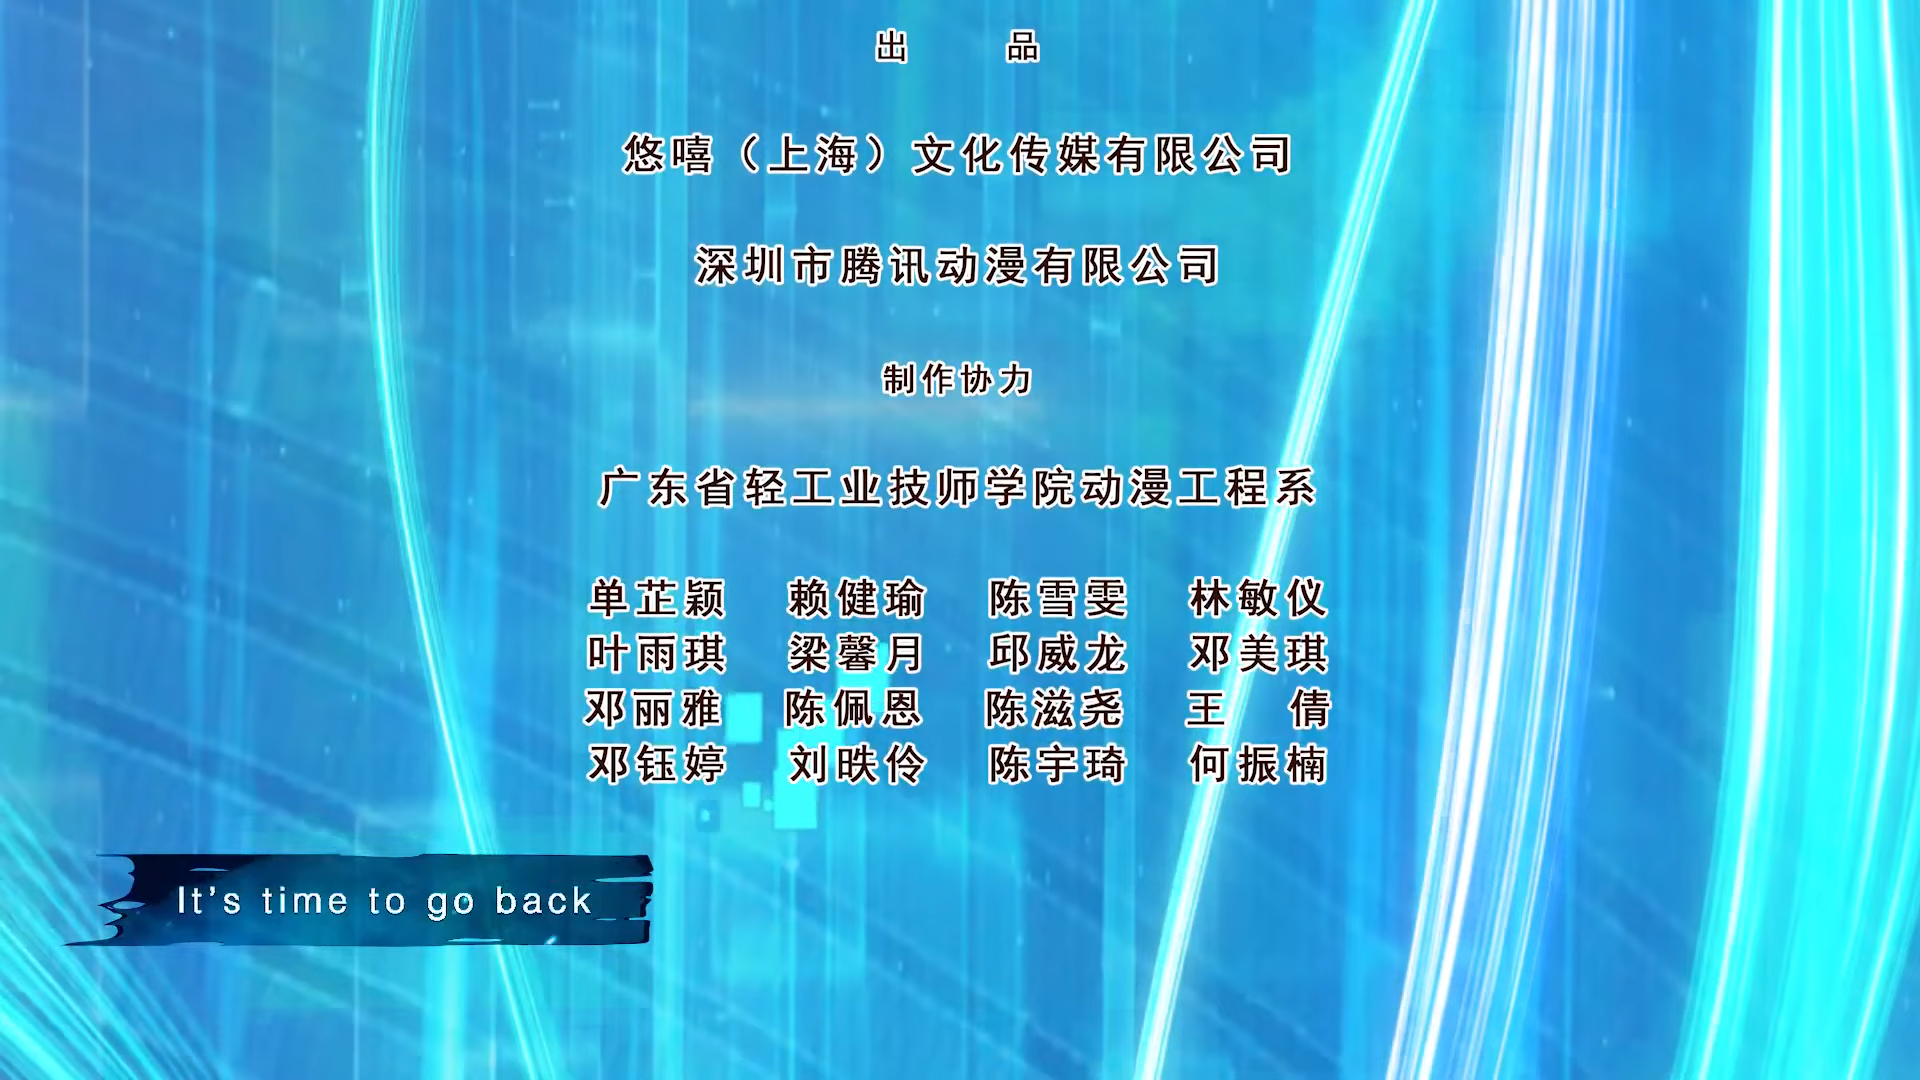 出 品
悠嘻（上海）文化传媒有限公司
深圳市腾讯动漫有限公司
制作协力
广东省轻工业技师学院动漫工程系
单芷颖 赖健瑜 陈雪雯 林敏仪
叶雨琪 梁馨月 邱威龙 邓美琪
邓丽雅 陈佩恩 陈滋尧 王 倩
邓钰婷 刘昳伶 陈宇琦 何振楠
It's time to go back